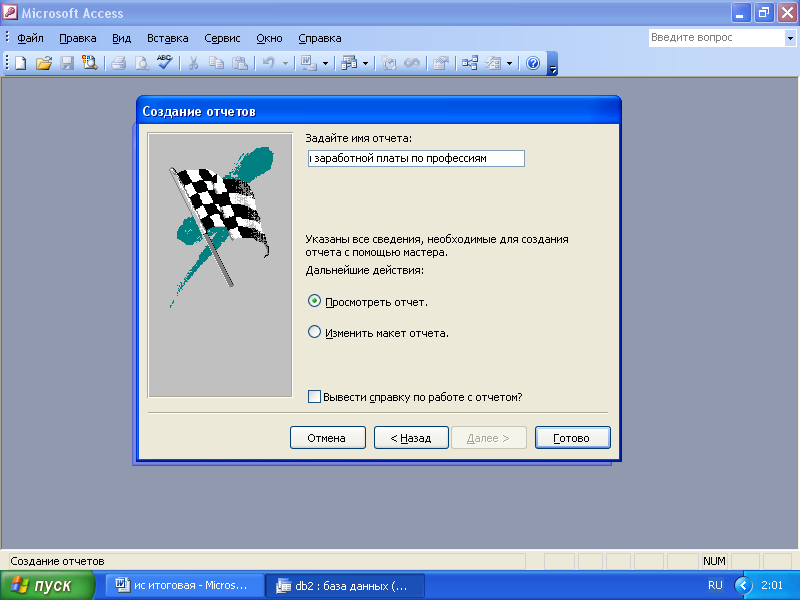 Microsoft Access
Файл Правка Вид Вставка Сервис Окно Справка
Введите вопрос
ABC
Создание отчетов
Задайте имя отчета:
заработной платы по профессиям
Указаны все сведения, необходимые для создания
отчета с помощью мастера.
Дальнейшие действия:
Просмотреть отчет.
Изменить макет отчета.
Вывести справку по работе с отчетом?
Отмена
< Назад
Далее >
Готово
Создание отчетов
NUM
пуск
ис итоговая - Micros...
db2 : база данных (...
RU
2:01